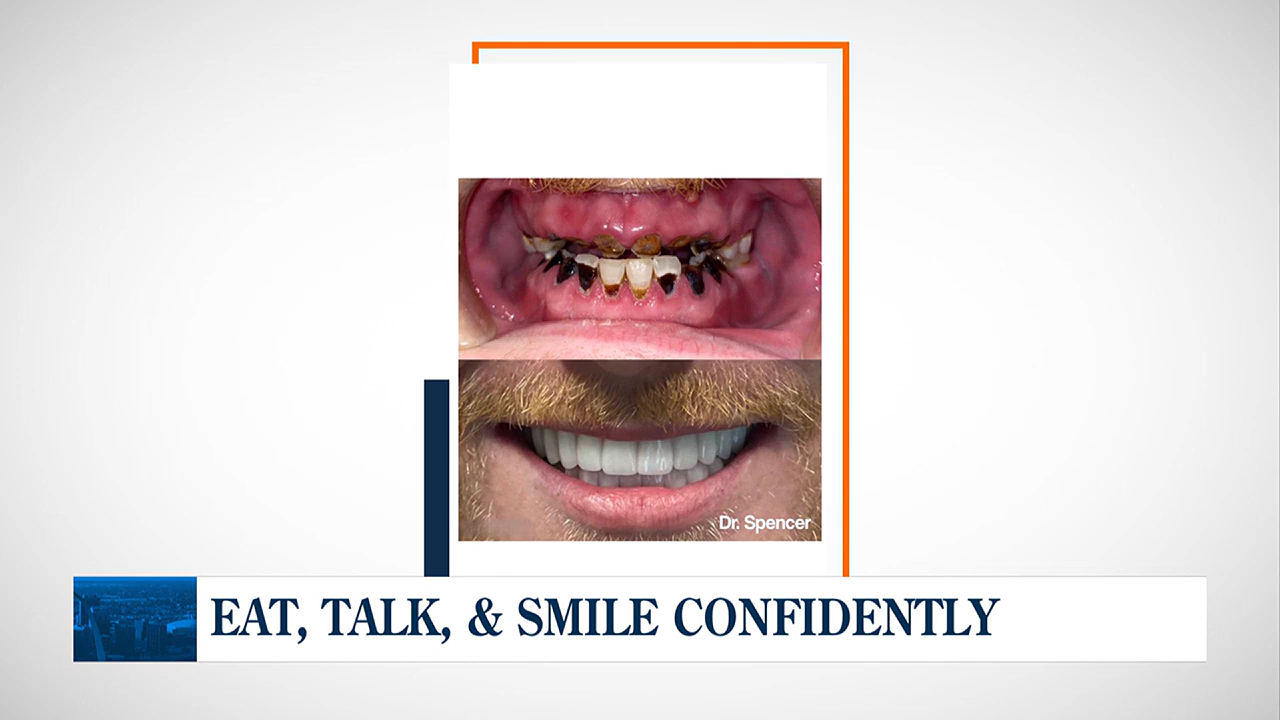 Dr. Spencer
EAT, TALK, & SMILE CONFIDENTLY